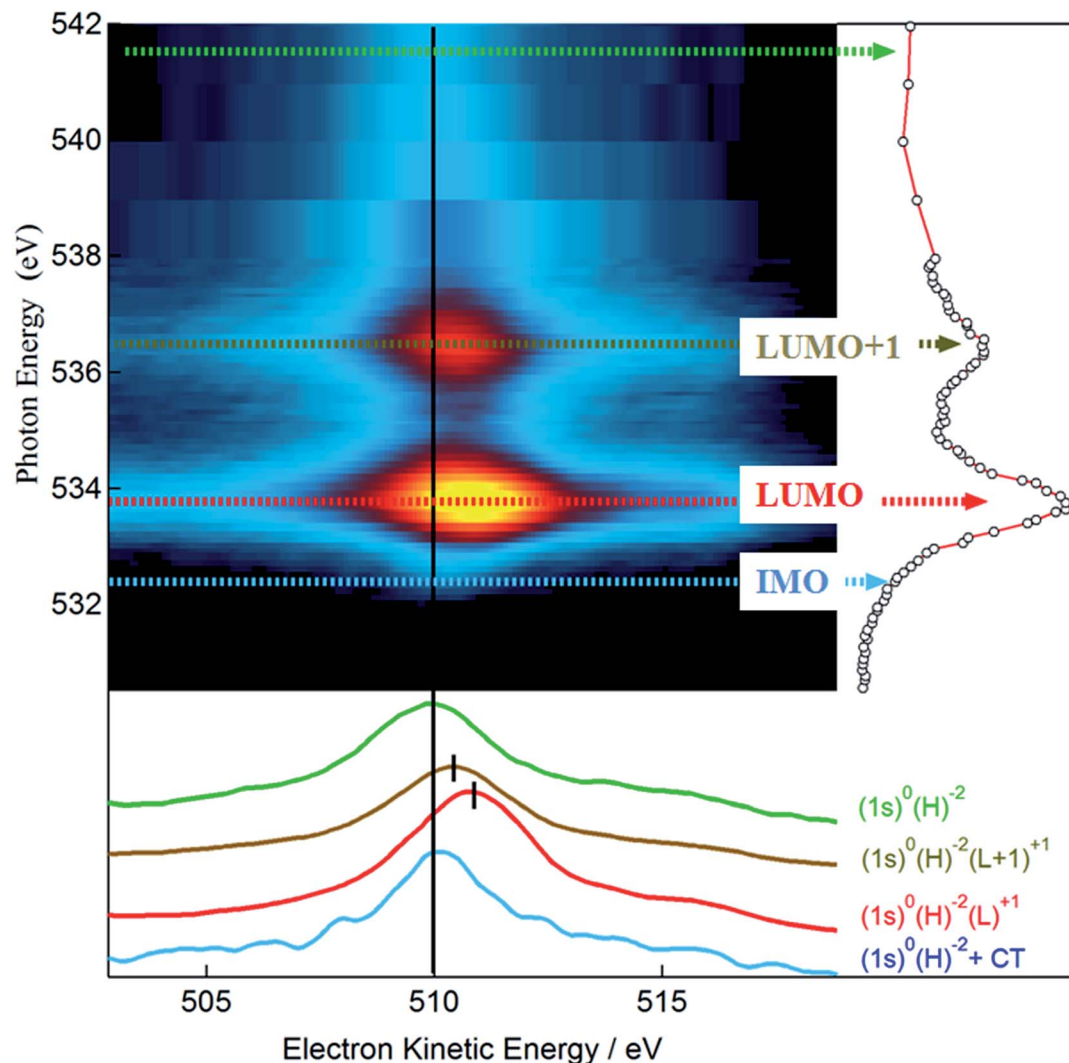 542
540
538
536
534
532
Photon Energy (eV)
LUMO+1
LUMO
IMO
(1s)⁰(H)⁻²
(1s)⁰(H)⁻²(L+1)⁺¹
(1s)⁰(H)⁻²(L)⁺¹
(1s)⁰(H)⁻²+ CT
505
510
515
Electron Kinetic Energy / eV